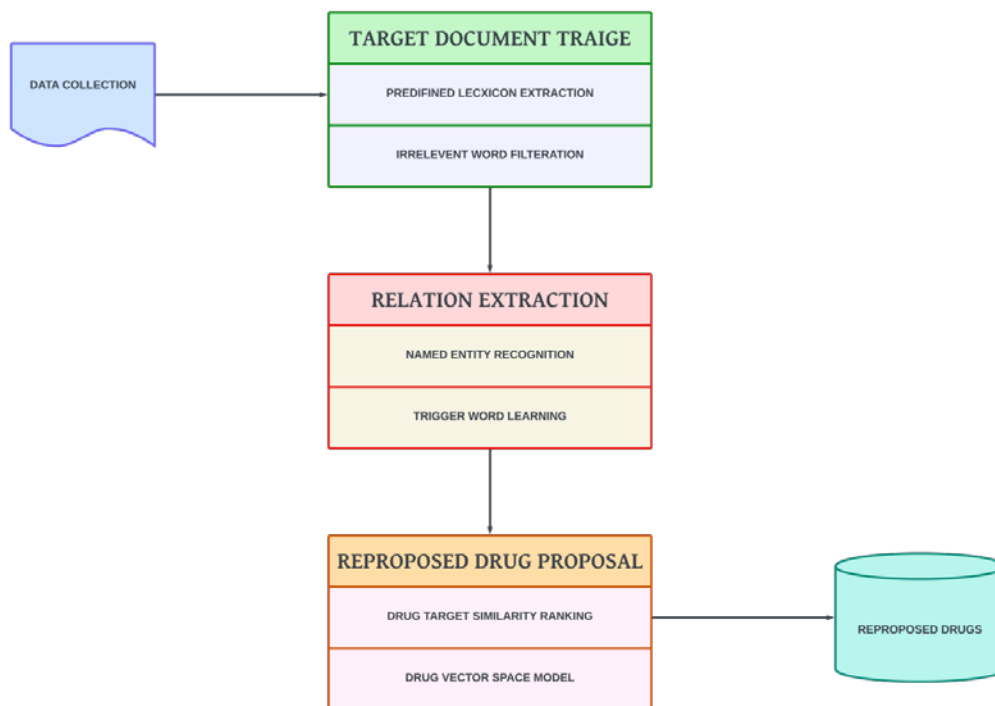 TARGET DOCUMENT TRAIGE
DATA COLLECTION
PREDIFINED LECXICON EXTRACTION
IRRELEVENT WORD FILTERATION
RELATION EXTRACTION
NAMED ENTITY RECOGNITION
TRIGGER WORD LEARNING
REPROPOSED DRUG PROPOSAL
DRUG TARGET SIMILARITY RANKING
REPROPOSED DRUGS
DRUG VECTOR SPACE MODEL